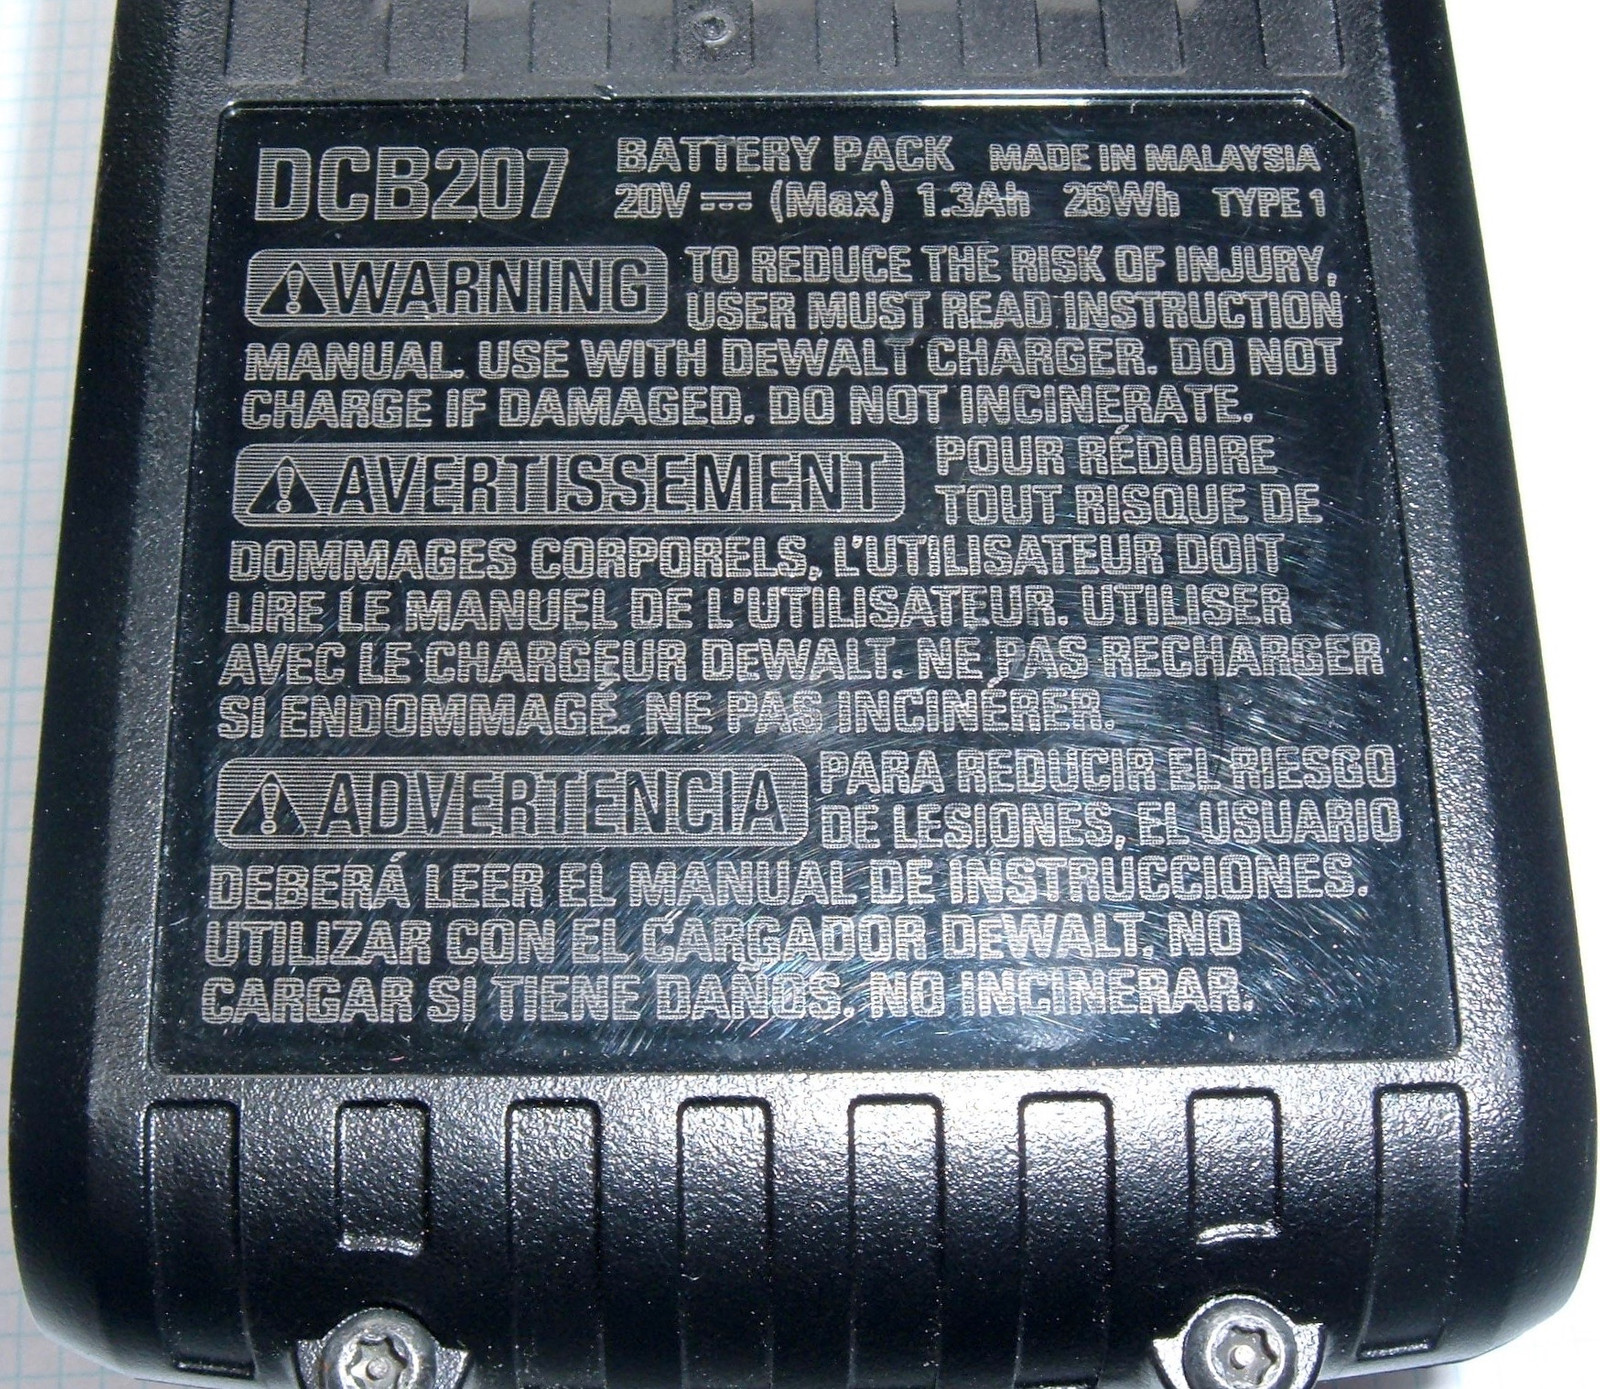 DCB207 BATTERY PACK MADE IN MALAYSIA
20V ⎓ (Max) 1.3Ah 26Wh TYPE 1
⚠WARNING TO REDUCE THE RISK OF INJURY,
USER MUST READ INSTRUCTION
MANUAL. USE WITH DeWALT CHARGER. DO NOT
CHARGE IF DAMAGED. DO NOT INCINERATE.
⚠AVERTISSEMENT POUR RÉDUIRE
TOUT RISQUE DE
DOMMAGES CORPORELS, L'UTILISATEUR DOIT
LIRE LE MANUEL DE L'UTILISATEUR. UTILISER
AVEC LE CHARGEUR DeWALT. NE PAS RECHARGER
SI ENDOMMAGÉ. NE PAS INCINÉRER.
⚠ADVERTENCIA PARA REDUCIR EL RIESGO
DE LESIONES, EL USUARIO
DEBERÁ LEER EL MANUAL DE INSTRUCCIONES.
UTILIZAR CON EL CARGADOR DeWALT. NO
CARGAR SI TIENE DAÑOS. NO INCINERAR.